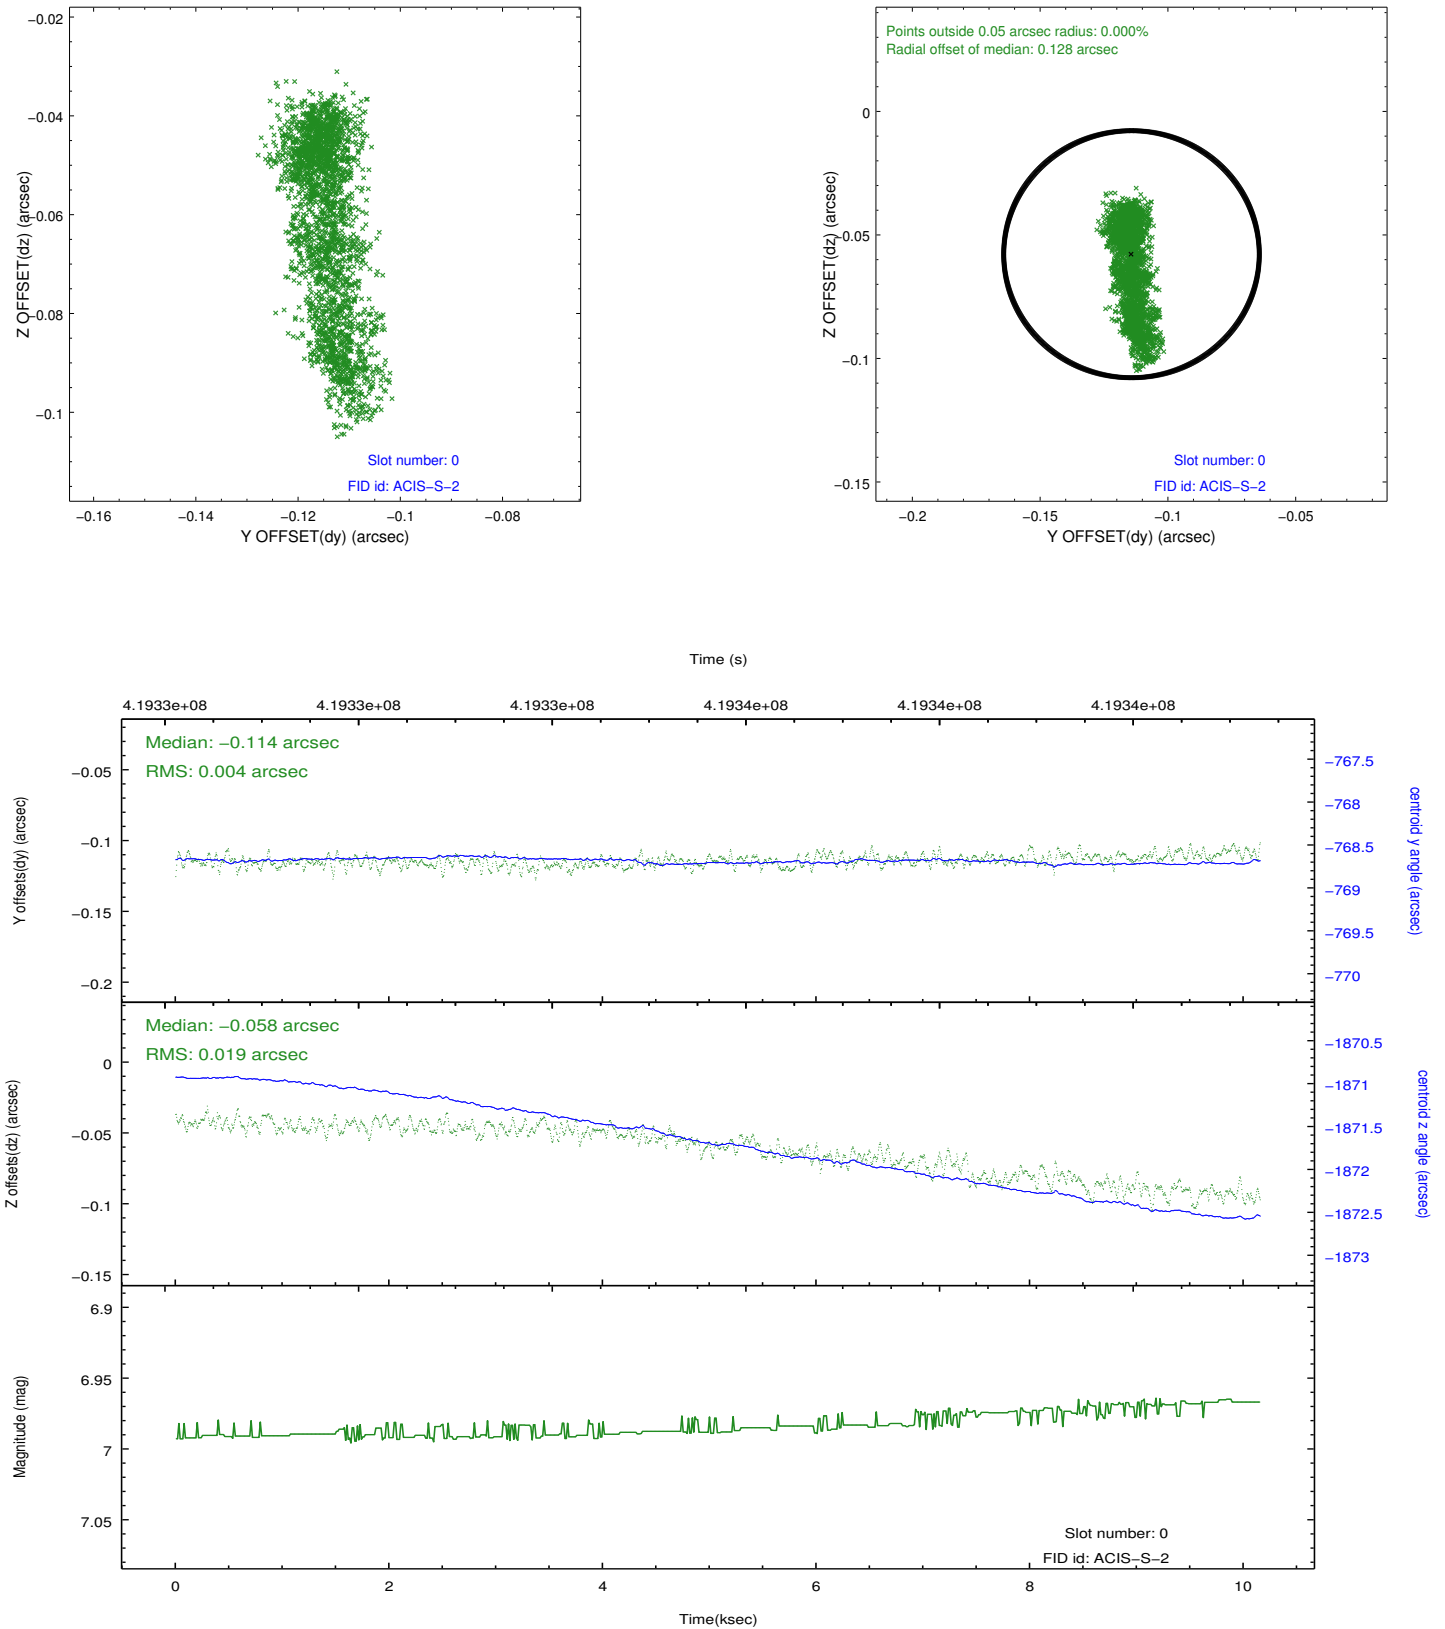 −0.02
−0.04
−0.06
−0.08
−0.1
Z OFFSET(dz) (arcsec)
Slot number: 0
FID id: ACIS−S−2
−0.16
−0.14
−0.12
−0.1
−0.08
Y OFFSET(dy) (arcsec)
Points outside 0.05 arcsec radius: 0.000%
Radial offset of median: 0.128 arcsec
0
−0.05
−0.1
−0.15
Z OFFSET(dz) (arcsec)
Slot number: 0
FID id: ACIS−S−2
−0.2
−0.15
−0.1
−0.05
Y OFFSET(dy) (arcsec)
Time (s)
4.1933e+08
4.1933e+08
4.1933e+08
4.1934e+08
4.1934e+08
4.1934e+08
Median: −0.114 arcsec
RMS: 0.004 arcsec
−0.05
−0.1
−0.15
−0.2
Y offsets(dy) (arcsec)
−767.5
−768
−768.5
−769
−769.5
−770
centroid y angle (arcsec)
Median: −0.058 arcsec
RMS: 0.019 arcsec
0
−0.05
−0.1
−0.15
Z offsets(dz) (arcsec)
−1870.5
−1871
−1871.5
−1872
−1872.5
−1873
centroid z angle (arcsec)
6.9
6.95
7
7.05
Magnitude (mag)
Slot number: 0
FID id: ACIS−S−2
0
2
4
6
8
10
Time(ksec)